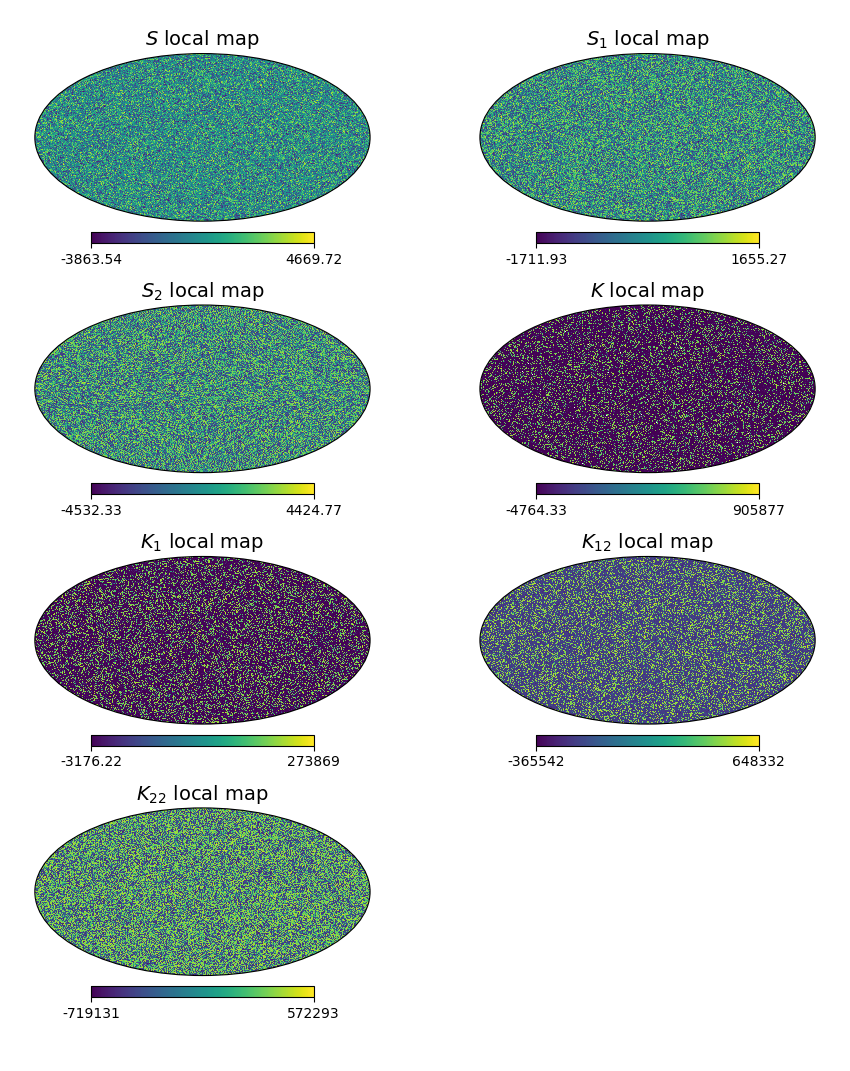 S local map
S₁ local map
-3863.54 4669.72
-1711.93 1655.27
S₂ local map
K local map
-4532.33 4424.77
-4764.33 905877
K₁ local map
K₁₂ local map
-3176.22 273869
-365542 648332
K₂₂ local map
-719131 572293